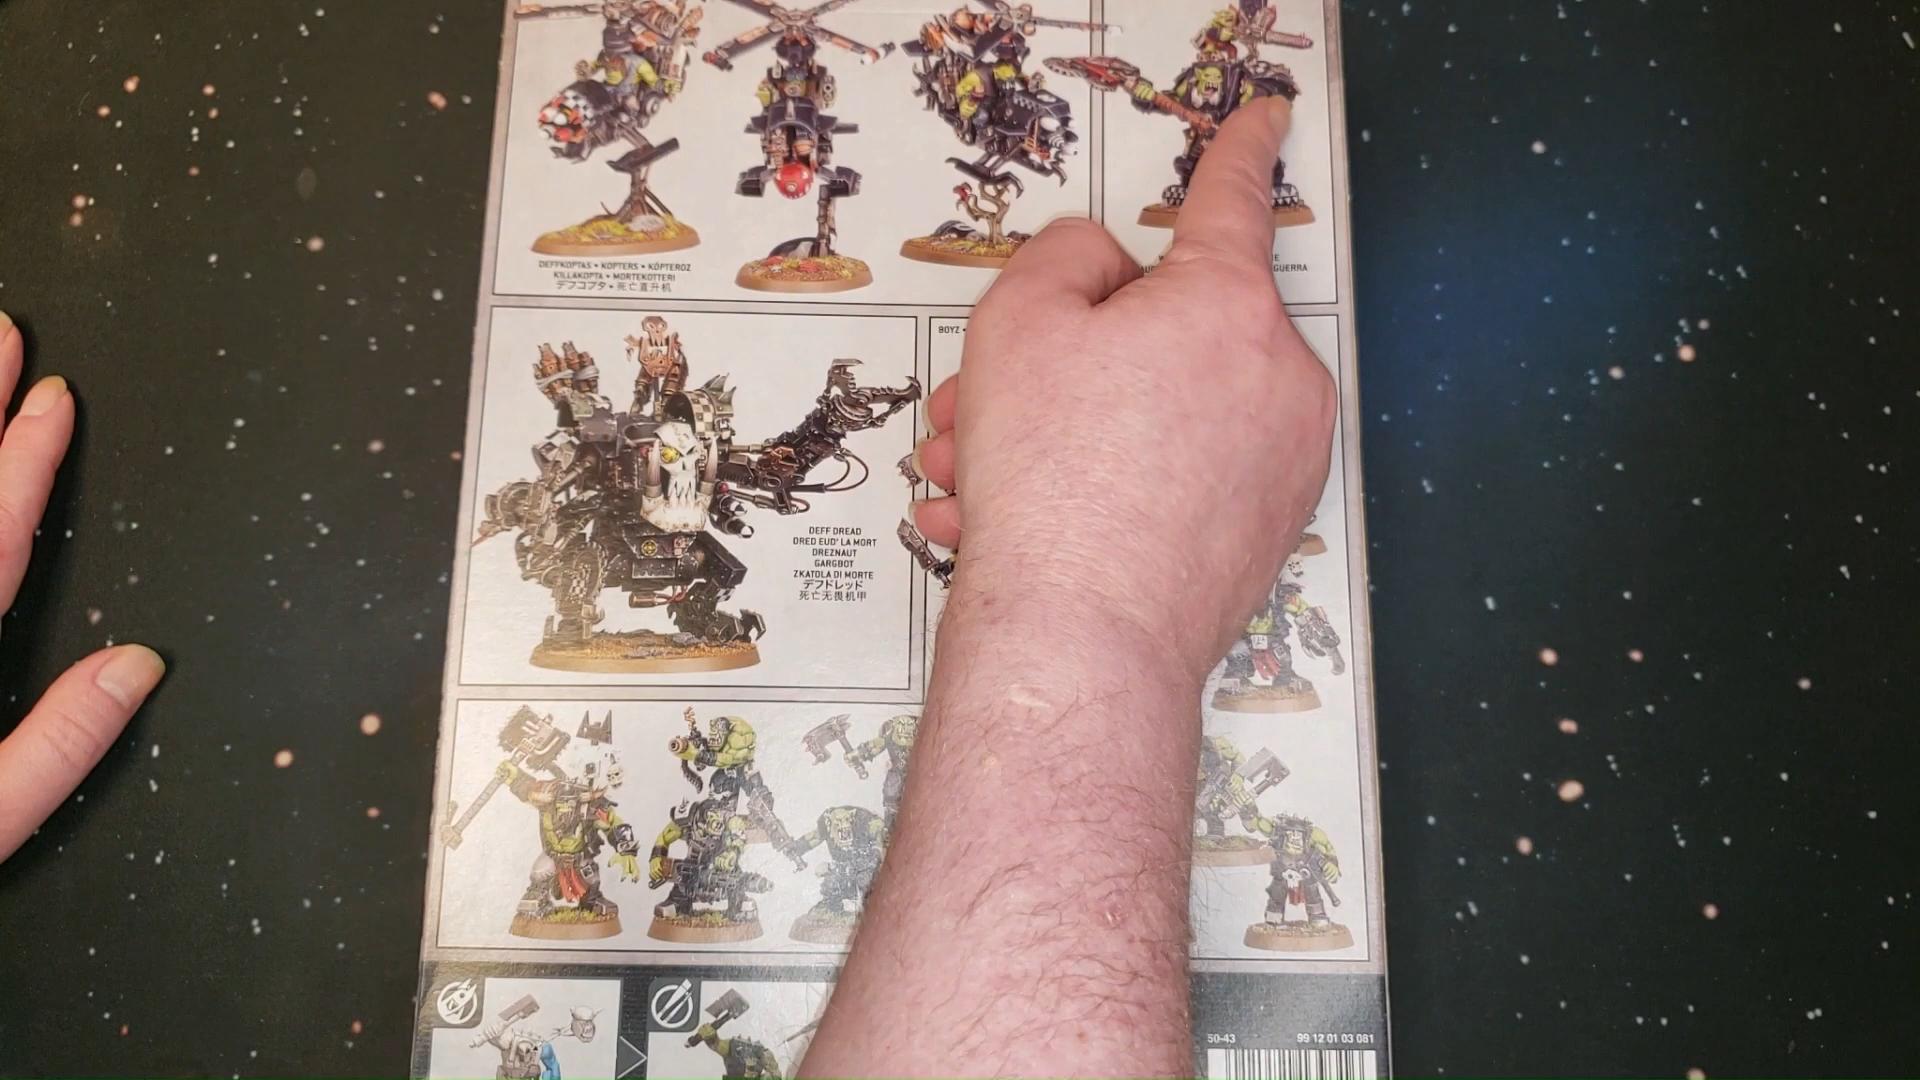 DEFFKOPTAS • KOPTERS • KÓPTEROZ
KILLAKOPTA • MORTEKOTTERI
デフコプタ • 死亡直升机
GUERRA
BOYZ •
DEFF DREAD
DRED EUD' LA MORT
DREZNAUT
GARGBOT
ZKATOLA DI MORTE
デフドレッド
死亡无畏机甲
50-43
99 12 01 03 081